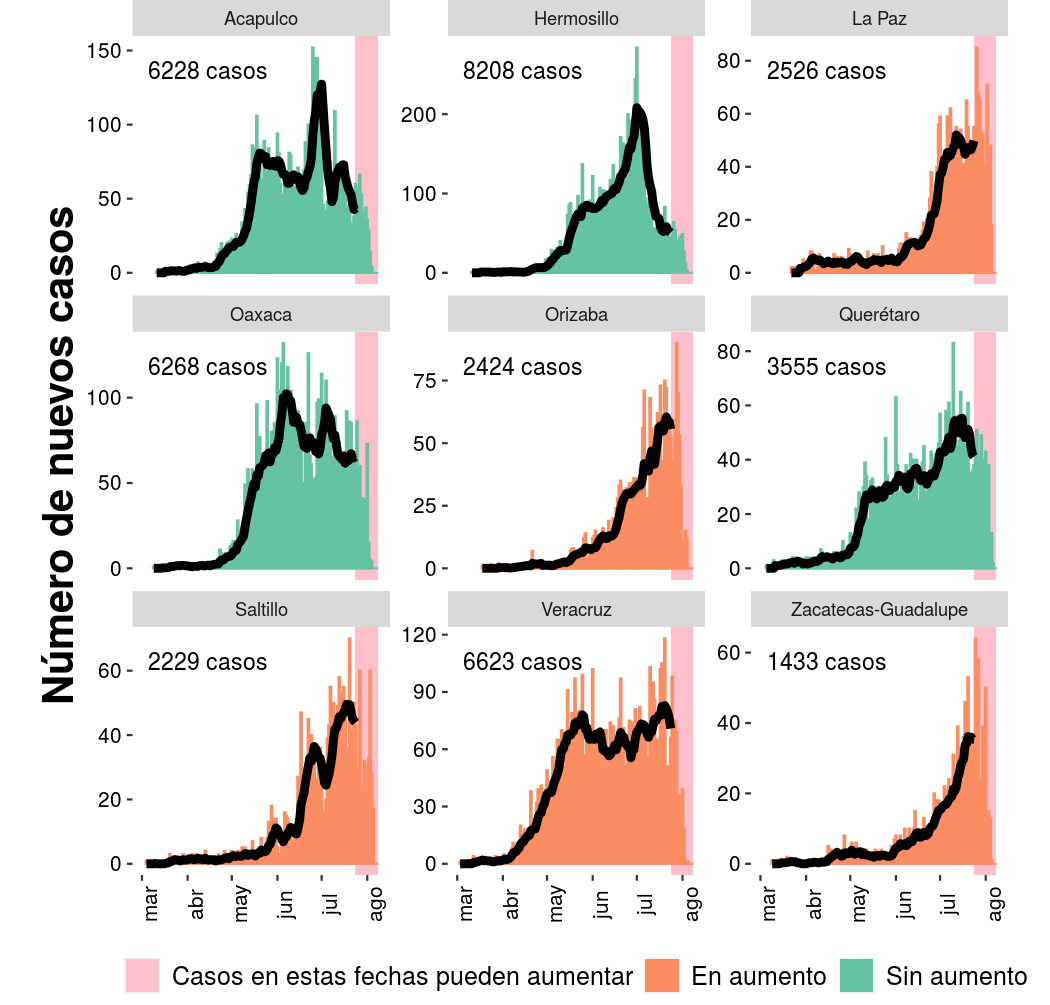 Número de nuevos casos
Acapulco
6228 casos
150
100
50
0
Hermosillo
8208 casos
200
100
0
La Paz
2526 casos
80
60
40
20
0
Oaxaca
6268 casos
100
50
0
Orizaba
2424 casos
75
50
25
0
Querétaro
3555 casos
80
60
40
20
0
Saltillo
2229 casos
60
40
20
0
Veracruz
6623 casos
120
90
60
30
0
Zacatecas-Guadalupe
1433 casos
60
40
20
0
mar abr may jun jul ago
mar abr may jun jul ago
mar abr may jun jul ago
Casos en estas fechas pueden aumentar En aumento Sin aumento